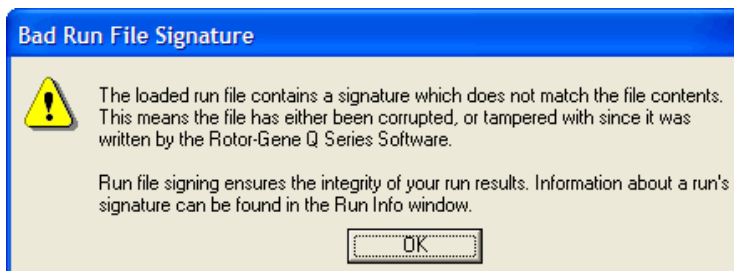 Bad Run File Signature
The loaded run file contains a signature which does not match the file contents.
This means the file has either been corrupted, or tampered with since it was
written by the Rotor-Gene Q Series Software.
Run file signing ensures the integrity of your run results. Information about a run's
signature can be found in the Run Info window.
OK